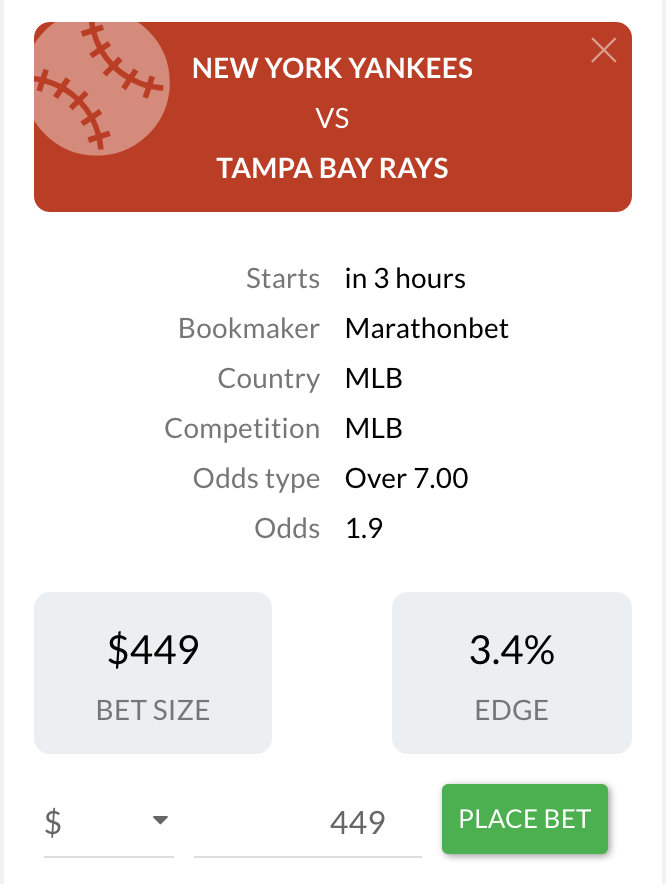 NEW YORK YANKEES
VS
TAMPA BAY RAYS
Starts in 3 hours
Bookmaker Marathonbet
Country MLB
Competition MLB
Odds type Over 7.00
Odds 1.9
$449 3.4%
BET SIZE EDGE
$ 449 PLACE BET